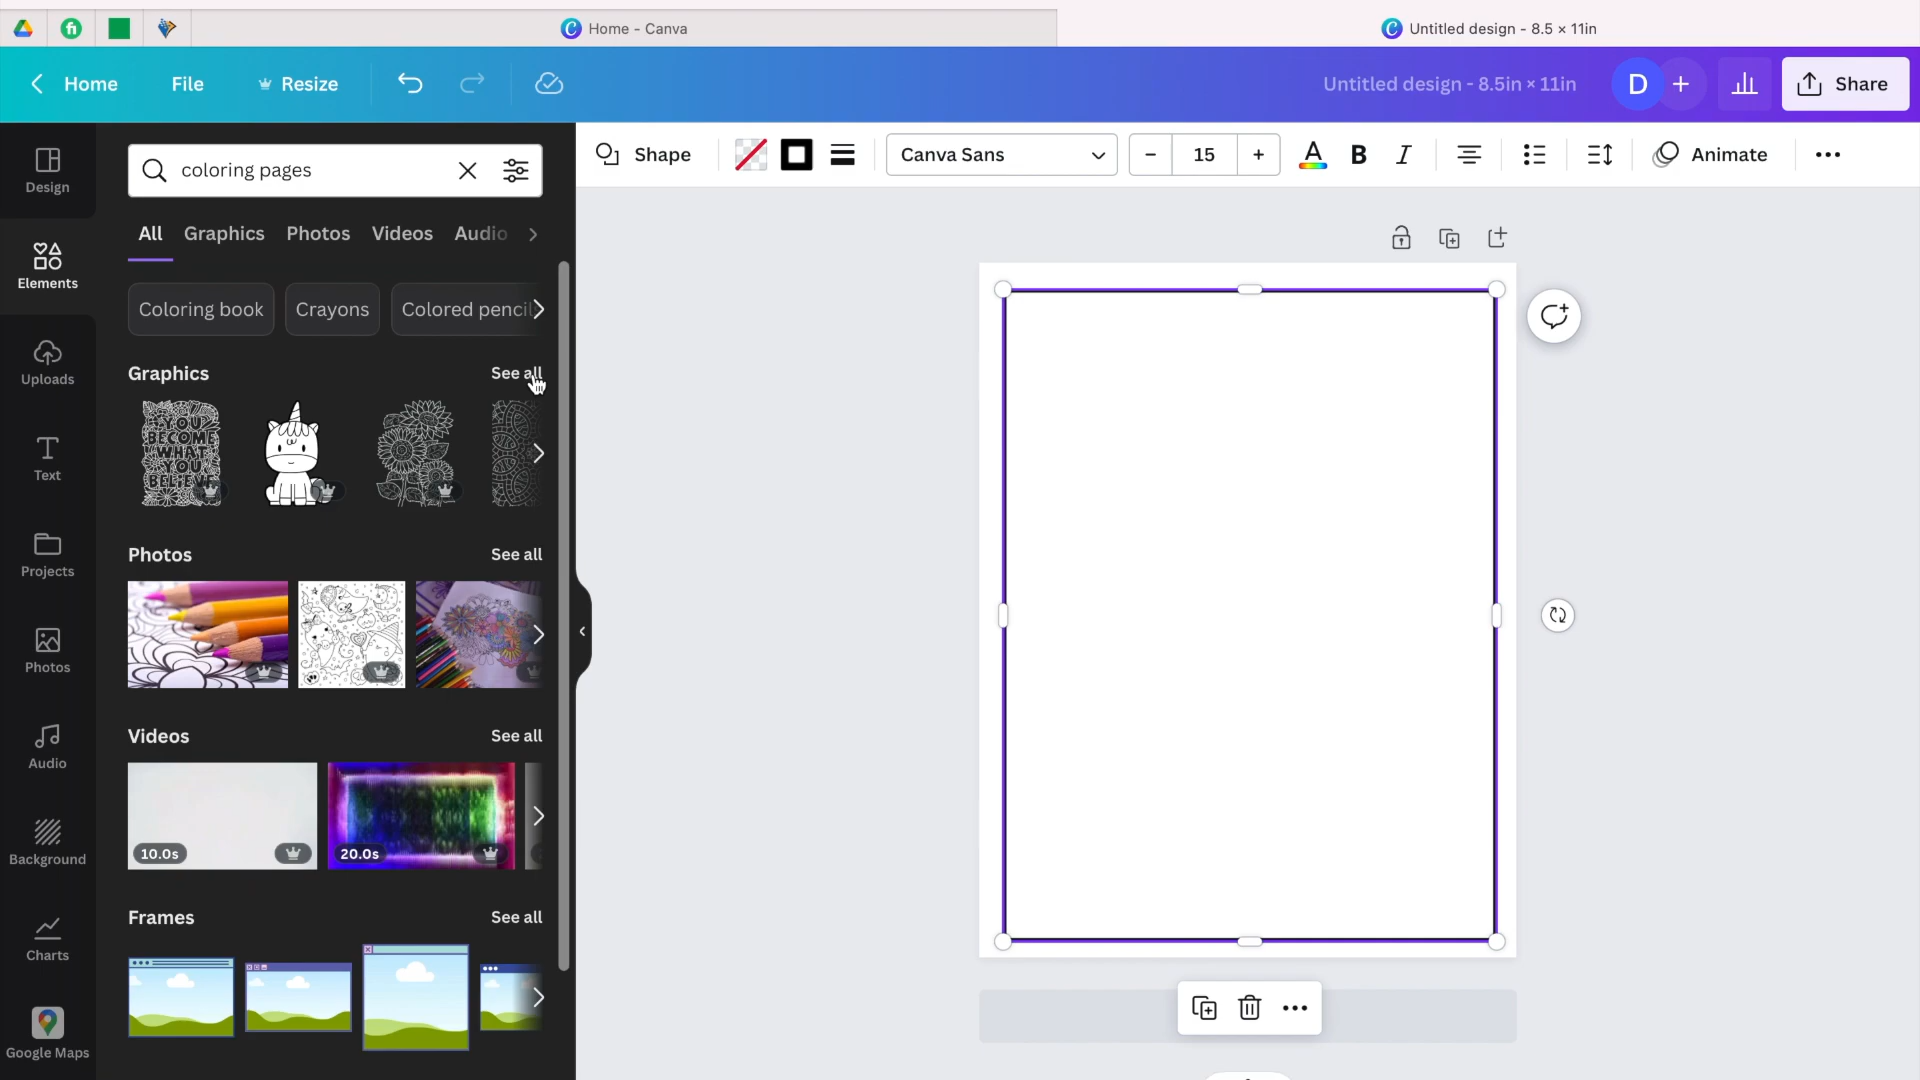 Home - Canva
Untitled design - 8.5 × 11in
Home
File
Resize
Untitled design - 8.5in × 11in
D
Share
Design
Elements
Uploads
Text
Projects
Photos
Audio
Background
Charts
Google Maps
coloring pages
All
Graphics
Photos
Videos
Audio
Coloring book
Crayons
Colored pencil
Graphics
See all
YOU
BECOME
WHAT
YOU
BELIEVE
Photos
See all
Videos
See all
10.0s
20.0s
Frames
See all
Shape
Canva Sans
15
A
B
I
Animate